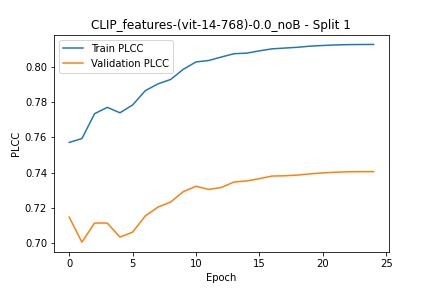 CLIP_features-(vit-14-768)-0.0_noB - Split 1
Train PLCC
Validation PLCC
PLCC
0.80
0.78
0.76
0.74
0.72
0.70
0 5 10 15 20 25
Epoch